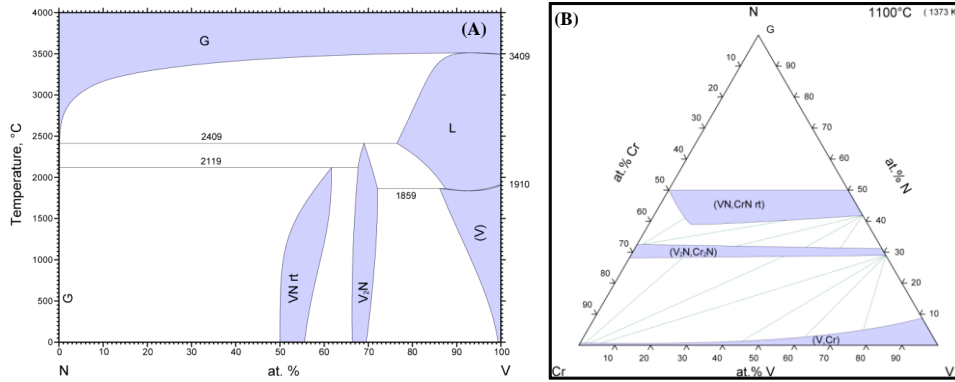 4000
3500
3000
2500
2000
1500
1000
500
0
Temperature, °C
G
(A)
3409
L
2409
2119
1910
1859
VN rt
V₂N
(V)
G
0 10 20 30 40 50 60 70 80 90 100
N at. % V
(B)
N
1100°C (1373 K
G
10 90
20 80
30 70
40 60
at.% Cr at.% N
50 50
(VN,CrN rt)
60 40
70 30
(V₂N,Cr₂N)
80 20
90 10
(V,Cr)
10 20 30 40 50 60 70 80 90
Cr at.% V V